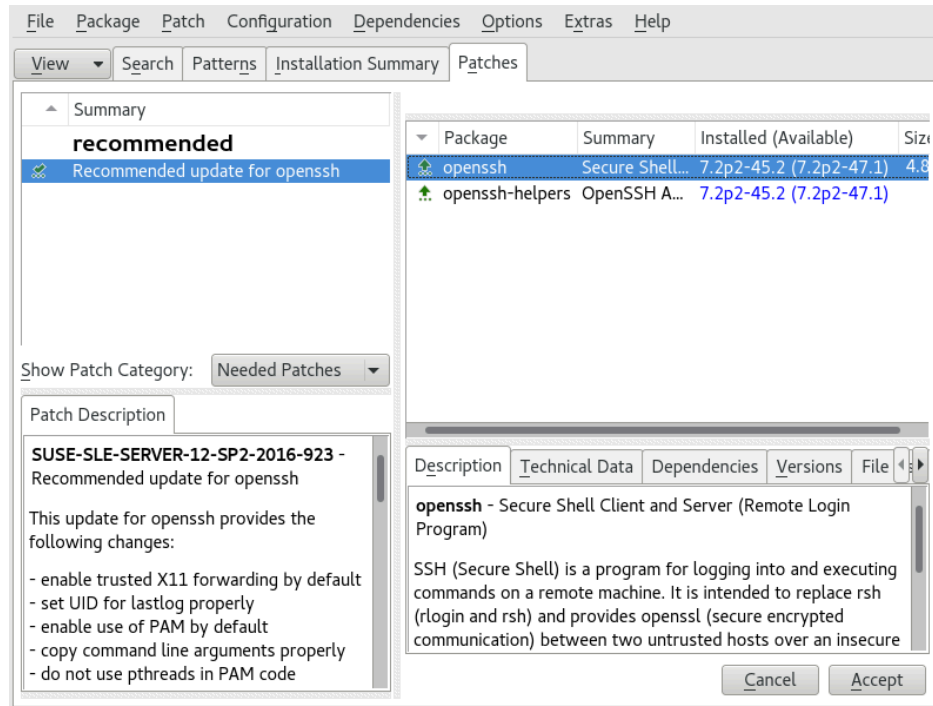 File Package Patch Configuration Dependencies Options Extras Help
View Search Patterns Installation Summary Patches
Summary
recommended
Recommended update for openssh
Show Patch Category: Needed Patches
Patch Description
SUSE-SLE-SERVER-12-SP2-2016-923 -
Recommended update for openssh
This update for openssh provides the
following changes:
- enable trusted X11 forwarding by default
- set UID for lastlog properly
- enable use of PAM by default
- copy command line arguments properly
- do not use pthreads in PAM code
Package Summary Installed (Available) Size
openssh Secure Shell... 7.2p2-45.2 (7.2p2-47.1) 4.8
openssh-helpers OpenSSH A... 7.2p2-45.2 (7.2p2-47.1)
Description Technical Data Dependencies Versions File
openssh - Secure Shell Client and Server (Remote Login
Program)
SSH (Secure Shell) is a program for logging into and executing
commands on a remote machine. It is intended to replace rsh
(rlogin and rsh) and provides openssl (secure encrypted
communication) between two untrusted hosts over an insecure
Cancel Accept